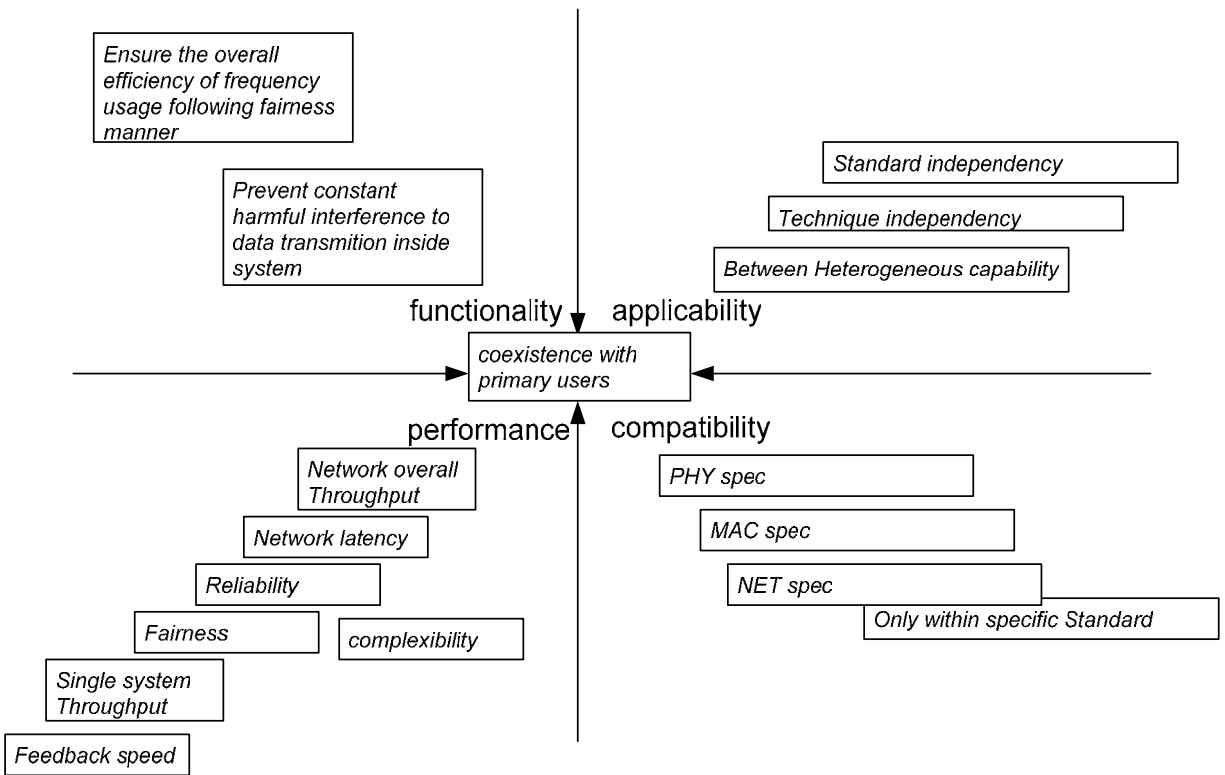 Ensure the overall
efficiency of frequency
usage following fairness
manner
Prevent constant
harmful interference to
data transmition inside
system
Standard independency
Technique independency
Between Heterogeneous capability
functionality
applicability
coexistence with
primary users
performance
compatibility
Network overall
Throughput
Network latency
Reliability
Fairness
complexibility
Single system
Throughput
Feedback speed
PHY spec
MAC spec
NET spec
Only within specific Standard